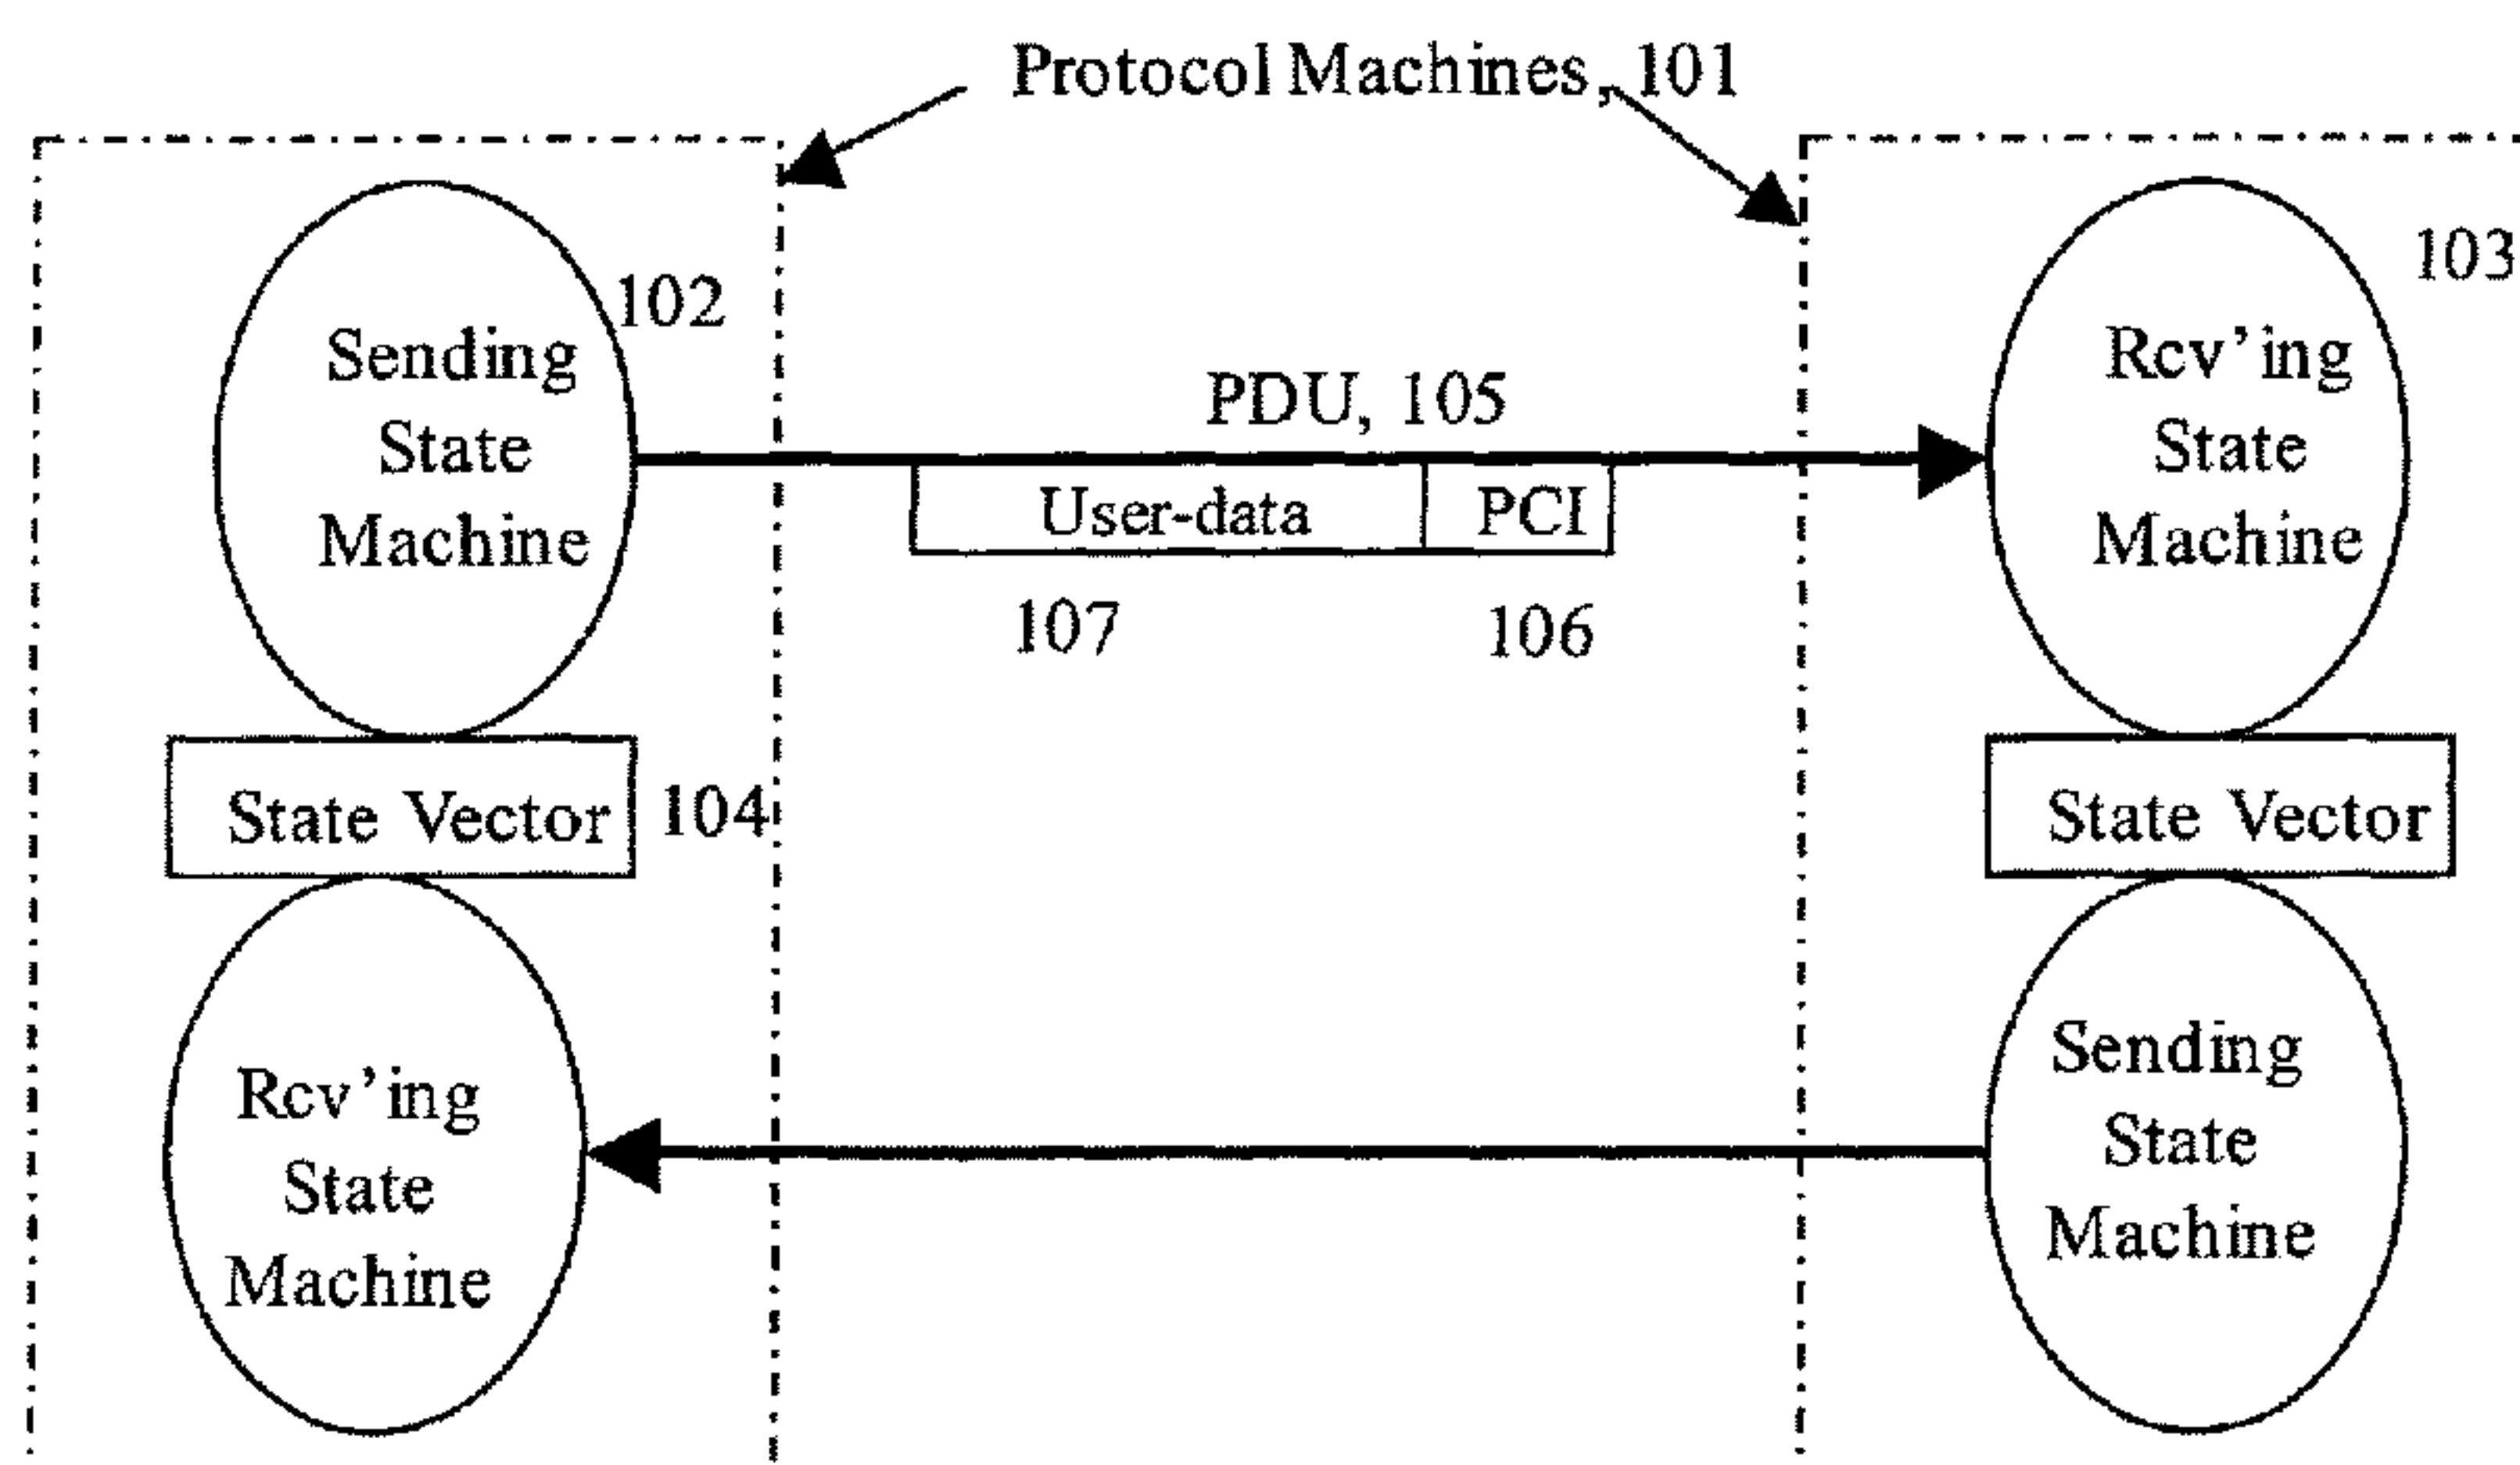 Protocol Machines, 101
102
Sending
State
Machine
PDU, 105
User-data
PCI
107
106
103
Rcv'ing
State
Machine
State Vector
104
State Vector
Rcv'ing
State
Machine
Sending
State
Machine